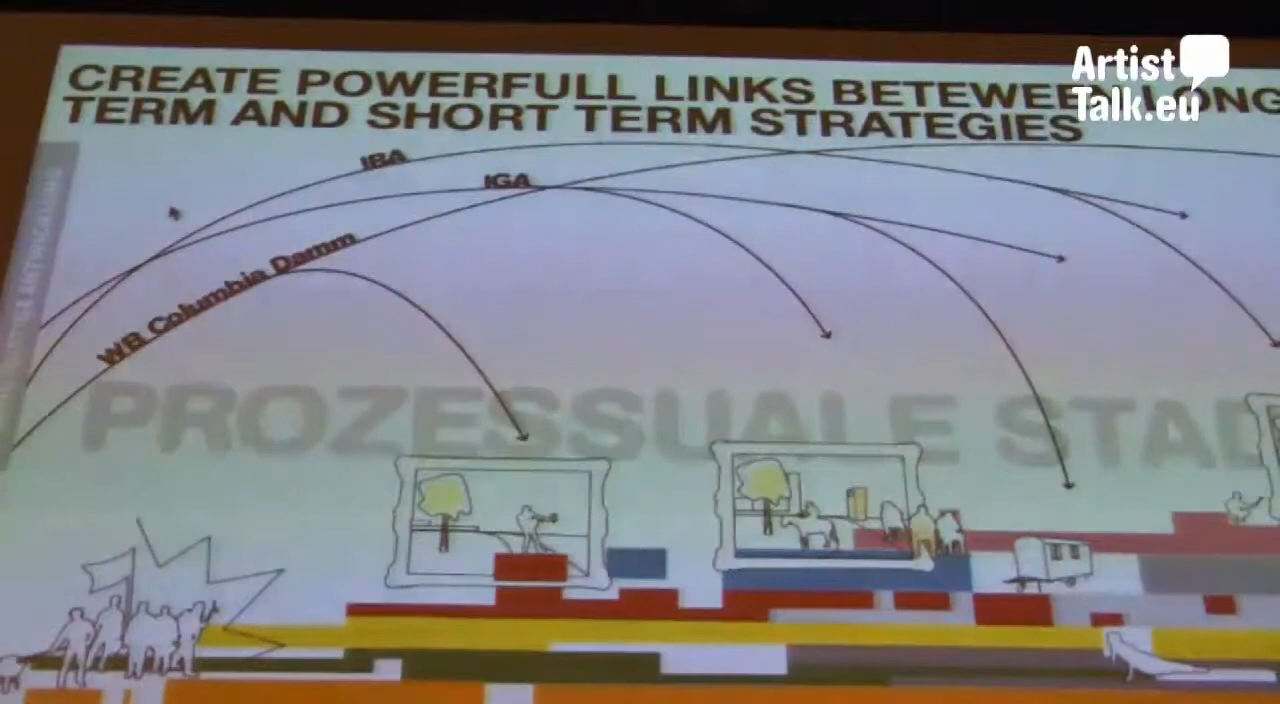 CREATE POWERFULL LINKS BETEWEEN LONG
TERM AND SHORT TERM STRATEGIES
Artist
Talk.eu
IBA
IGA
WB Columbia Damm
PROZESSUALE STAD